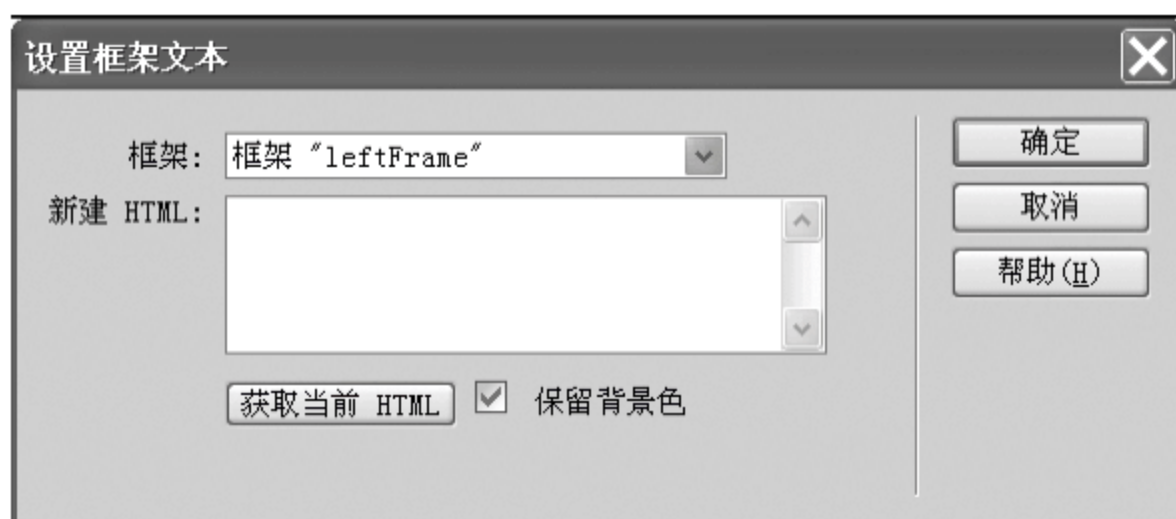 设置框架文本
框架: 框架 "leftFrame"
新建 HTML:
获取当前 HTML 保留背景色
确定
取消
帮助(H)